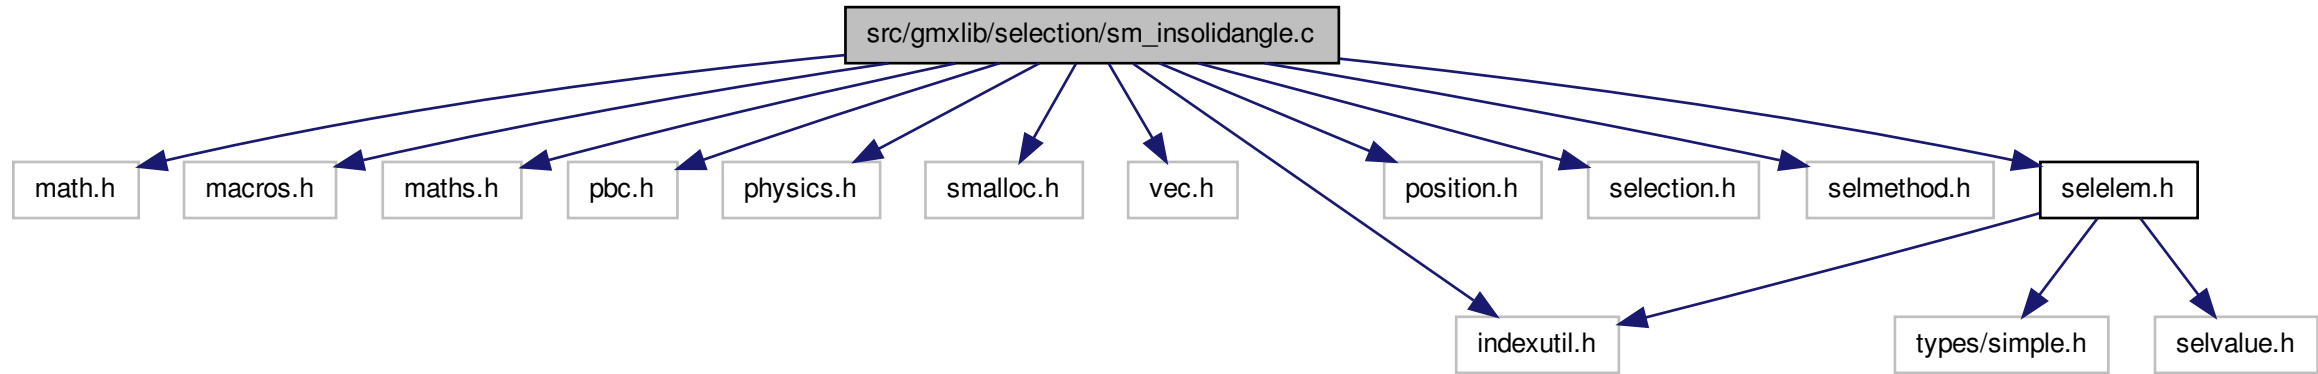 src/gmxlib/selection/sm_insolidangle.c
math.h
macros.h
maths.h
pbc.h
physics.h
smalloc.h
vec.h
position.h
selection.h
selmethod.h
selelem.h
indexutil.h
types/simple.h
selvalue.h